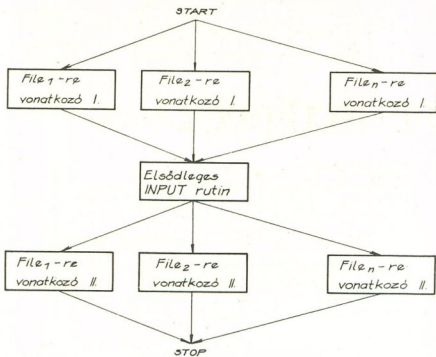 START
File₁-re
vonatkozó I.
File₂-re
vonatkozó I.
Fileₙ-re
vonatkozó I.
Elsődleges
INPUT rutin
File₁-re
vonatkozó II.
File₂-re
vonatkozó II.
Fileₙ-re
vonatkozó II.
STOP